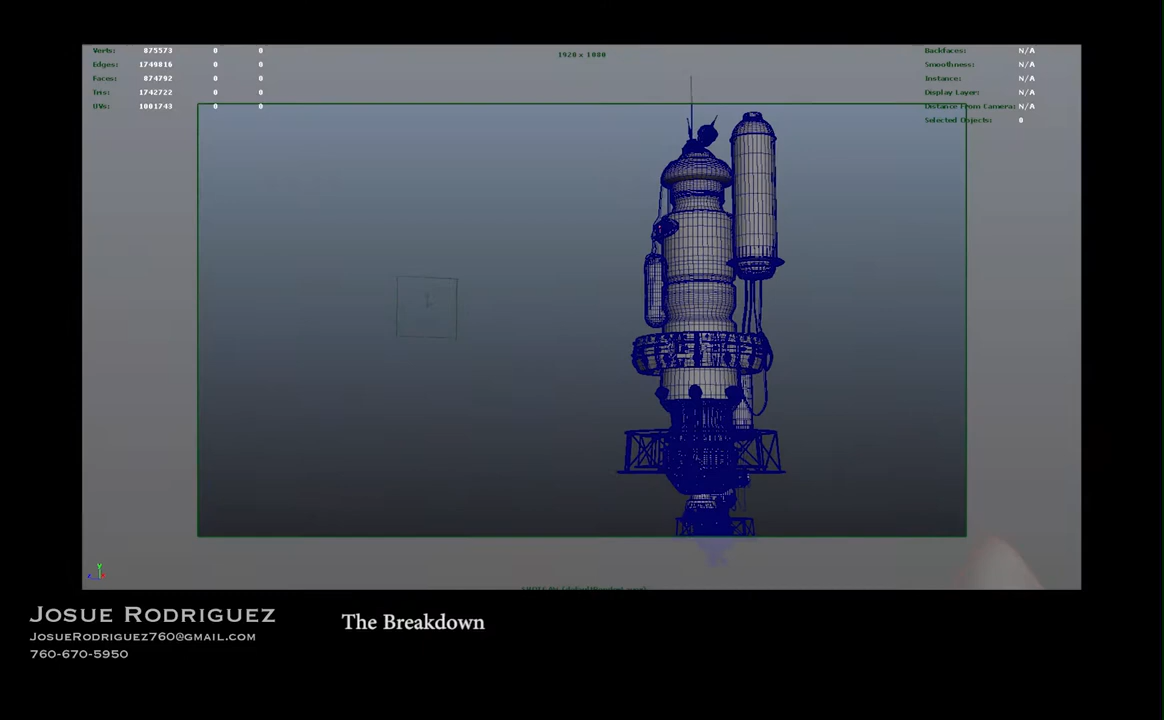 Verts: 875573 0 0
Edges: 1749816 0 0
Faces: 874792 0 0
Tris: 1742722 0 0
UVs: 1001743 0 0
1920 x 1080
Backfaces: N/A
Smoothness: N/A
Instance: N/A
Display Layer: N/A
Distance From Camera: N/A
Selected Objects: 0
Y
Josue Rodriguez
JosueRodriguez760@gmail.com
760-670-5950
The Breakdown